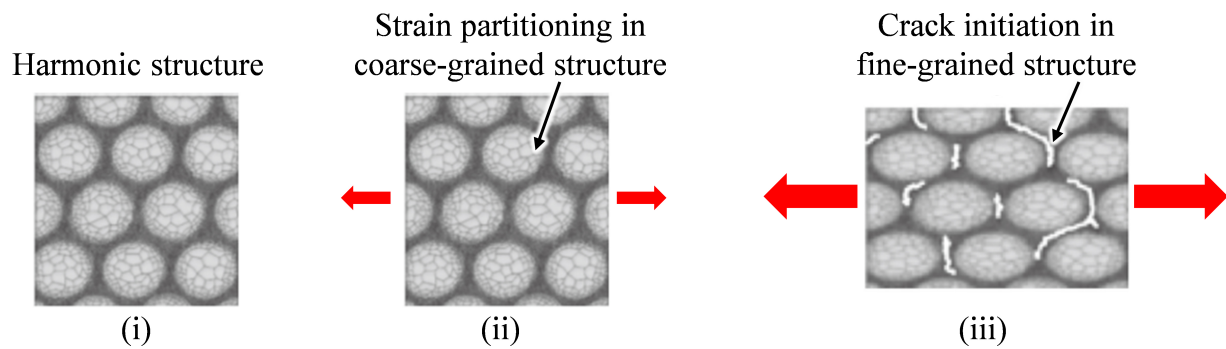 Harmonic structure
Strain partitioning in
coarse-grained structure
Crack initiation in
fine-grained structure
(i)
(ii)
(iii)